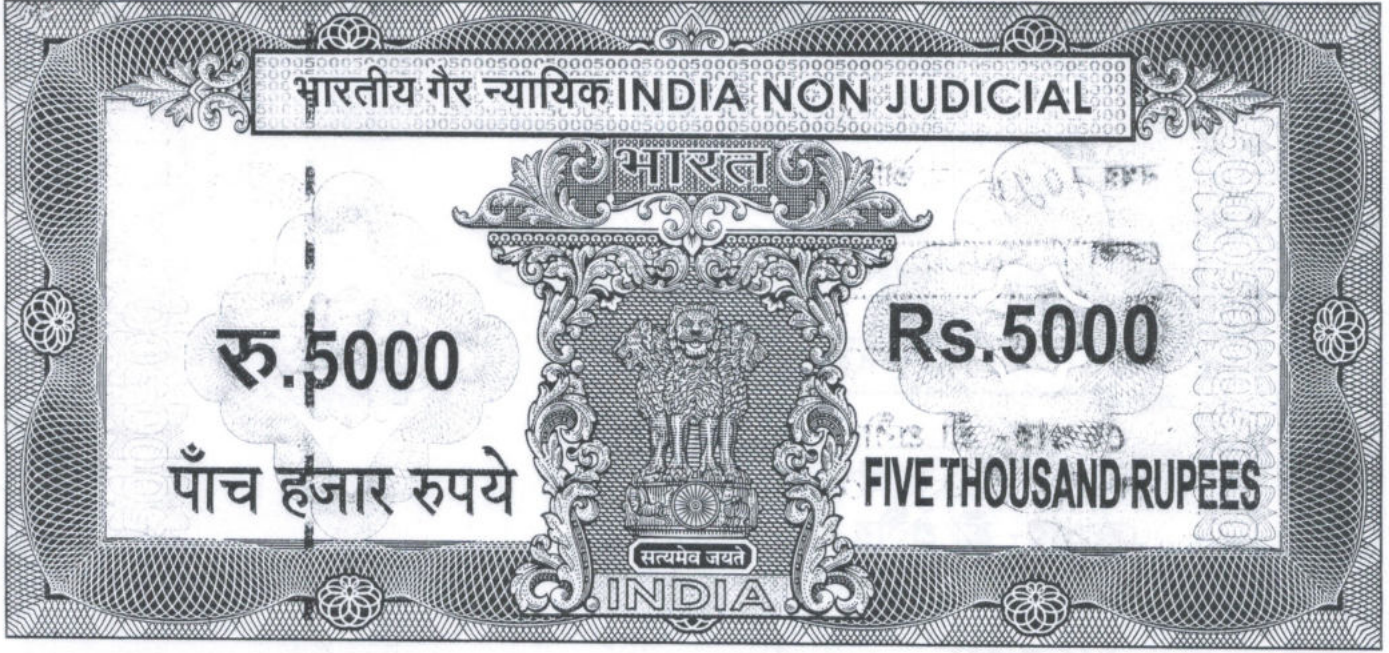 भारतीय गैर न्यायिक INDIA NON JUDICIAL
भारत
रु.5000
Rs.5000
पाँच हजार रुपये
FIVE THOUSAND RUPEES
सत्यमेव जयते
INDIA